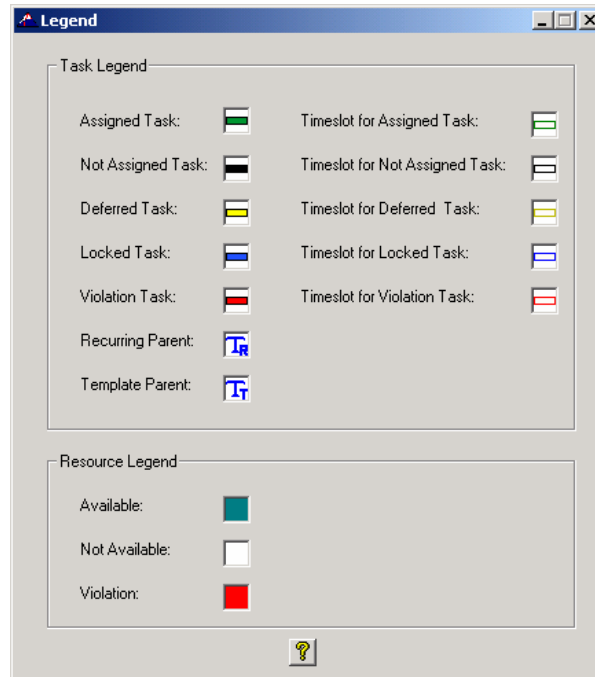 Legend
Task Legend
Assigned Task: Timeslot for Assigned Task:
Not Assigned Task: Timeslot for Not Assigned Task:
Deferred Task: Timeslot for Deferred  Task:
Locked Task: Timeslot for Locked Task:
Violation Task: Timeslot for Violation Task:
Recurring Parent: TR
Template Parent: TT
Resource Legend
Available:
Not Available:
Violation:
?